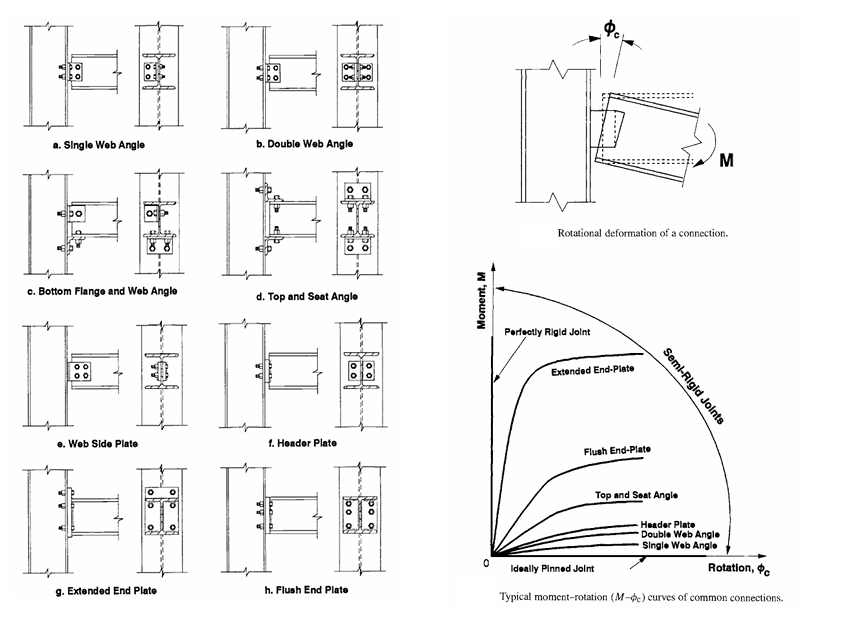 a. Single Web Angle
b. Double Web Angle
c. Bottom Flange and Web Angle
d. Top and Seat Angle
e. Web Side Plate
f. Header Plate
g. Extended End Plate
h. Flush End Plate
ϕc
M
Rotational deformation of a connection.
Moment, M
Perfectly Rigid Joint
Extended End-Plate
Semi-Rigid Joints
Flush End-Plate
Top and Seat Angle
Header Plate
Double Web Angle
Single Web Angle
0
Ideally Pinned Joint
Rotation, ϕc
Typical moment–rotation (M–ϕc) curves of common connections.